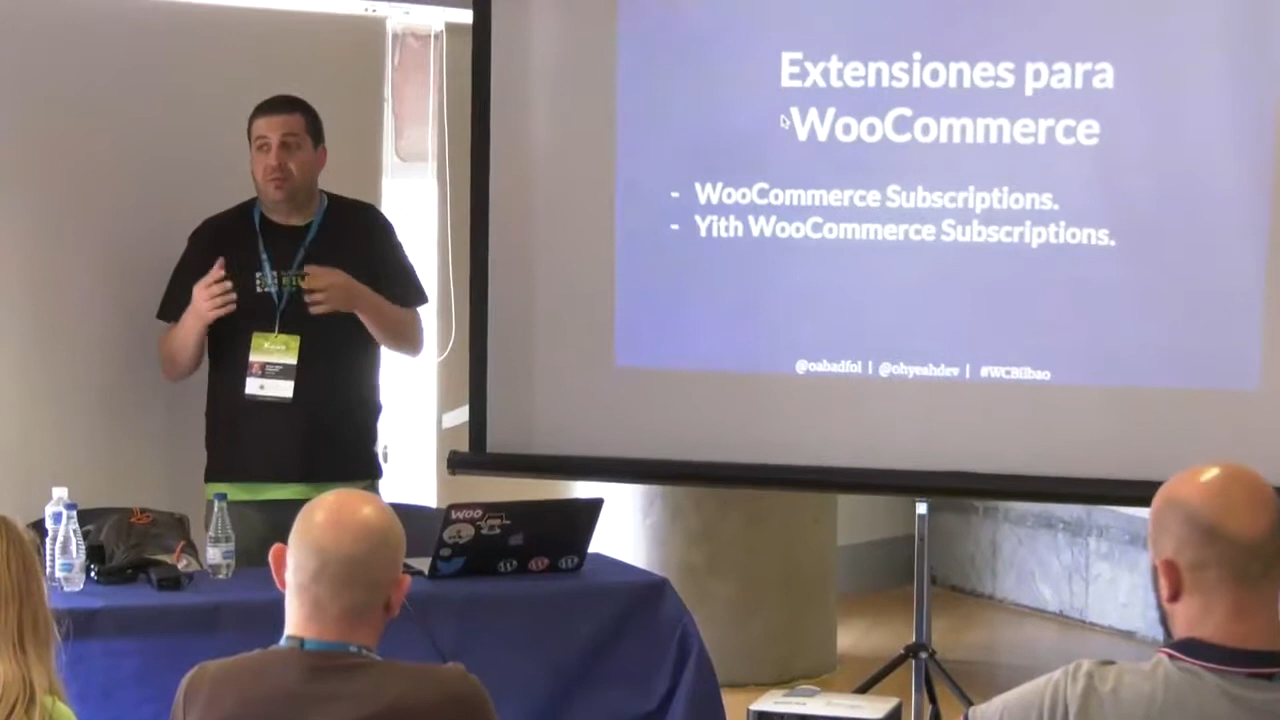 Extensiones para
WooCommerce
- WooCommerce Subscriptions.
- Yith WooCommerce Subscriptions.
@oabadfol | @ohyeahdev | #WCBilbao
WOO